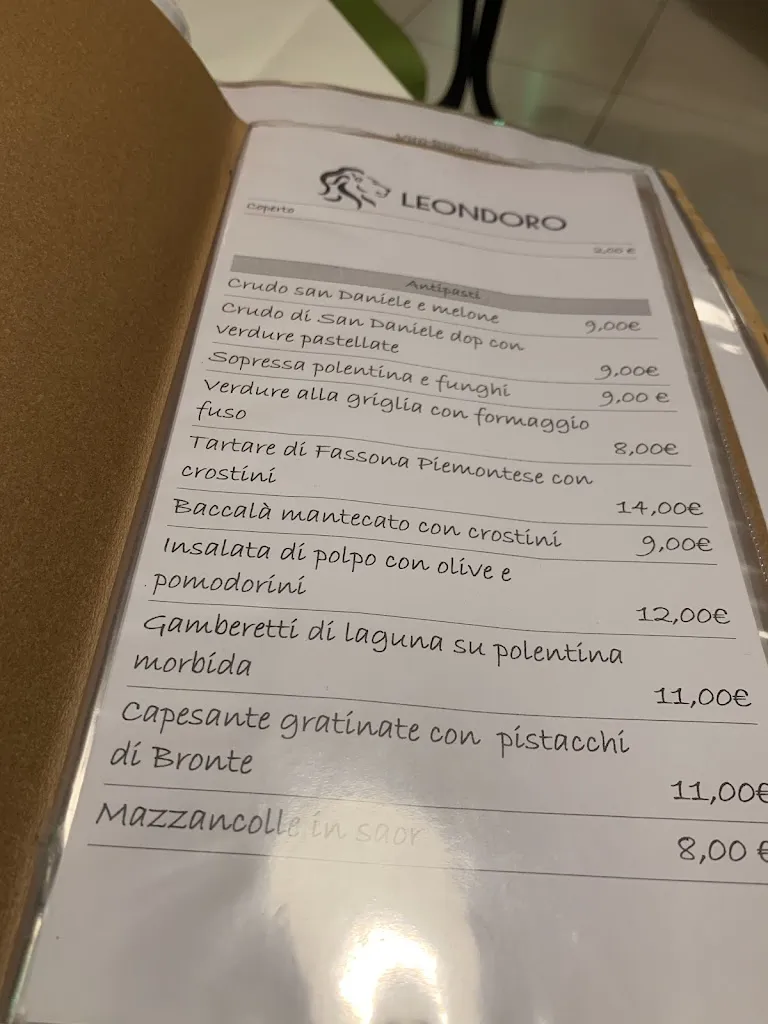 LEONDORO
Coperto
2,00 €
Antipasti
Crudo san Daniele e melone
9,00€
Crudo di San Daniele dop con
verdure pastellate
9,00€
Sopressa polentina e funghi
9,00 €
Verdure alla griglia con formaggio
fuso
8,00€
Tartare di Fassona Piemontese con
crostini
14,00€
Baccalà mantecato con crostini
9,00€
Insalata di polpo con olive e
pomodorini
12,00€
Gamberetti di laguna su polentina
morbida
11,00€
Capesante gratinate con pistacchi
di Bronte
11,00€
Mazzancolle in saor
8,00 €